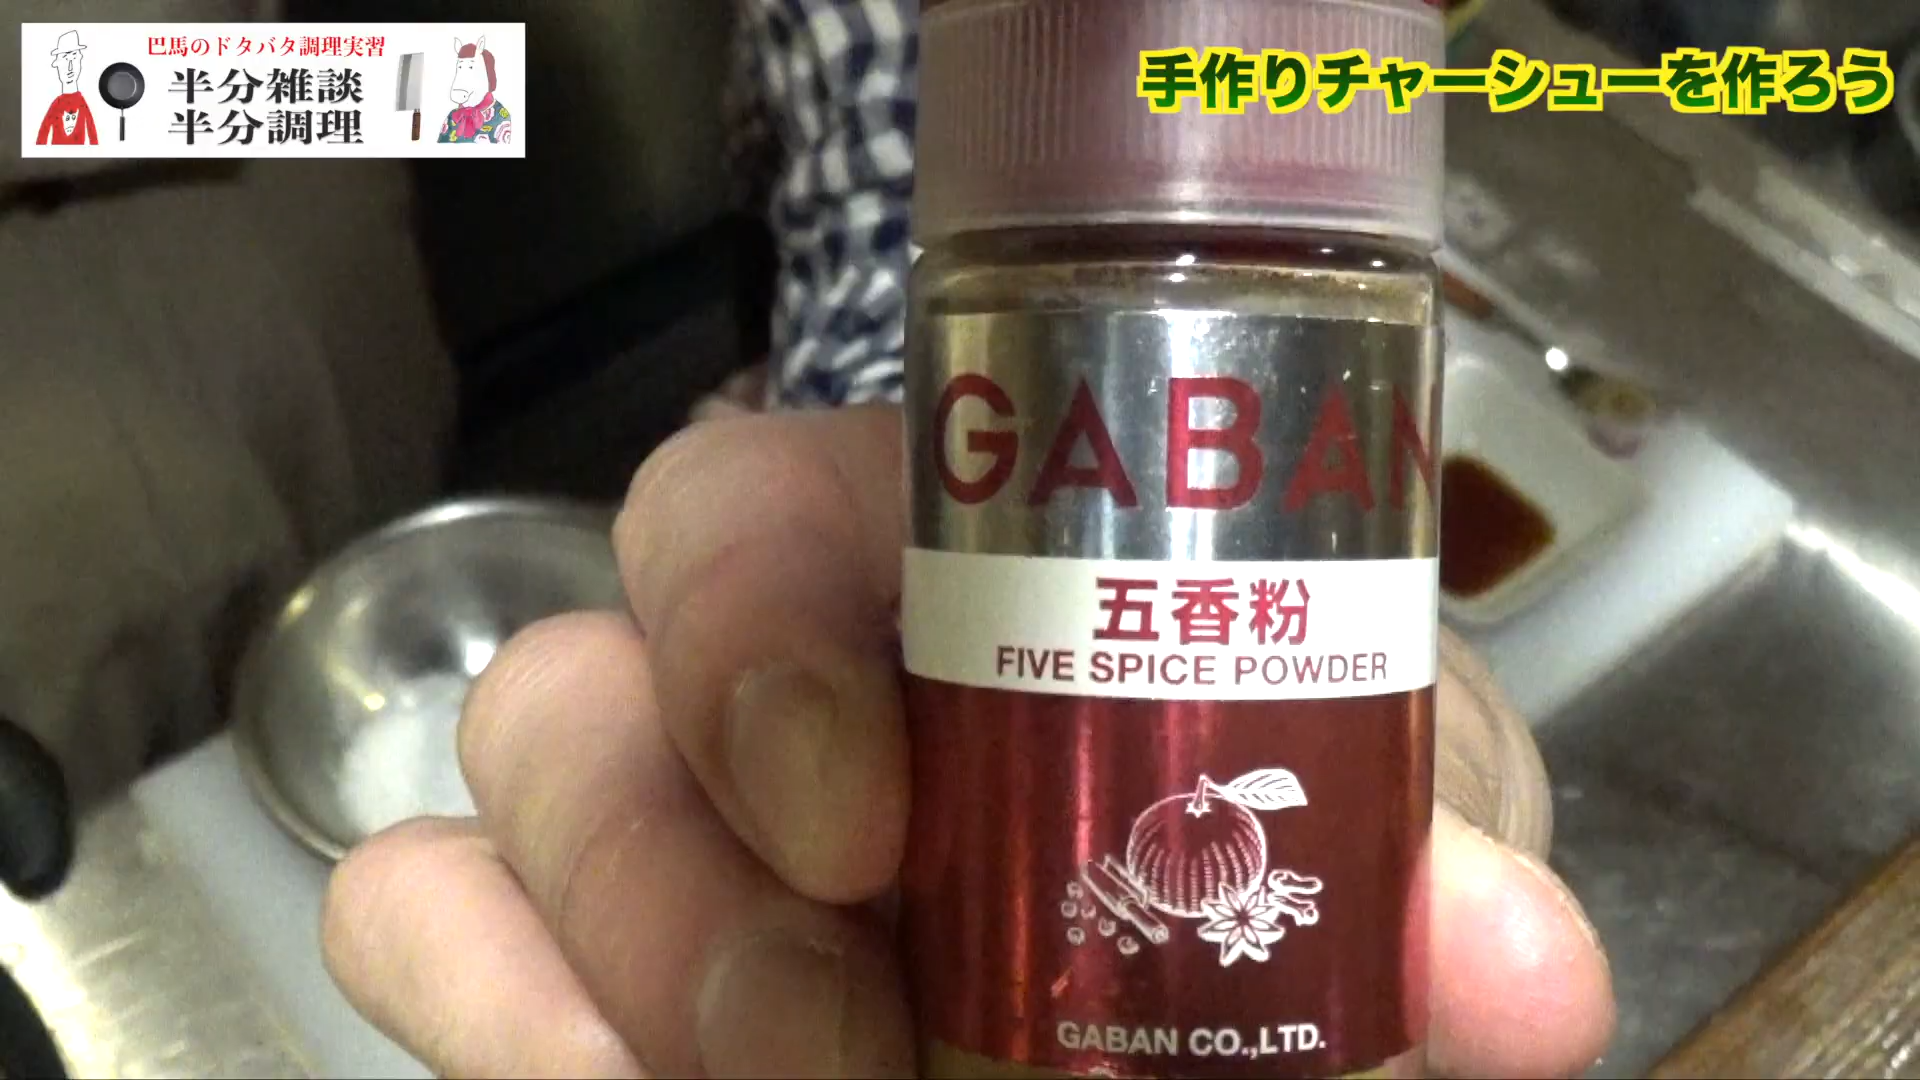 巴馬のドタバタ調理実習
半分雑談
半分調理
手作りチャーシューを作ろう
GABAN
五香粉
FIVE SPICE POWDER
GABAN CO.,LTD.